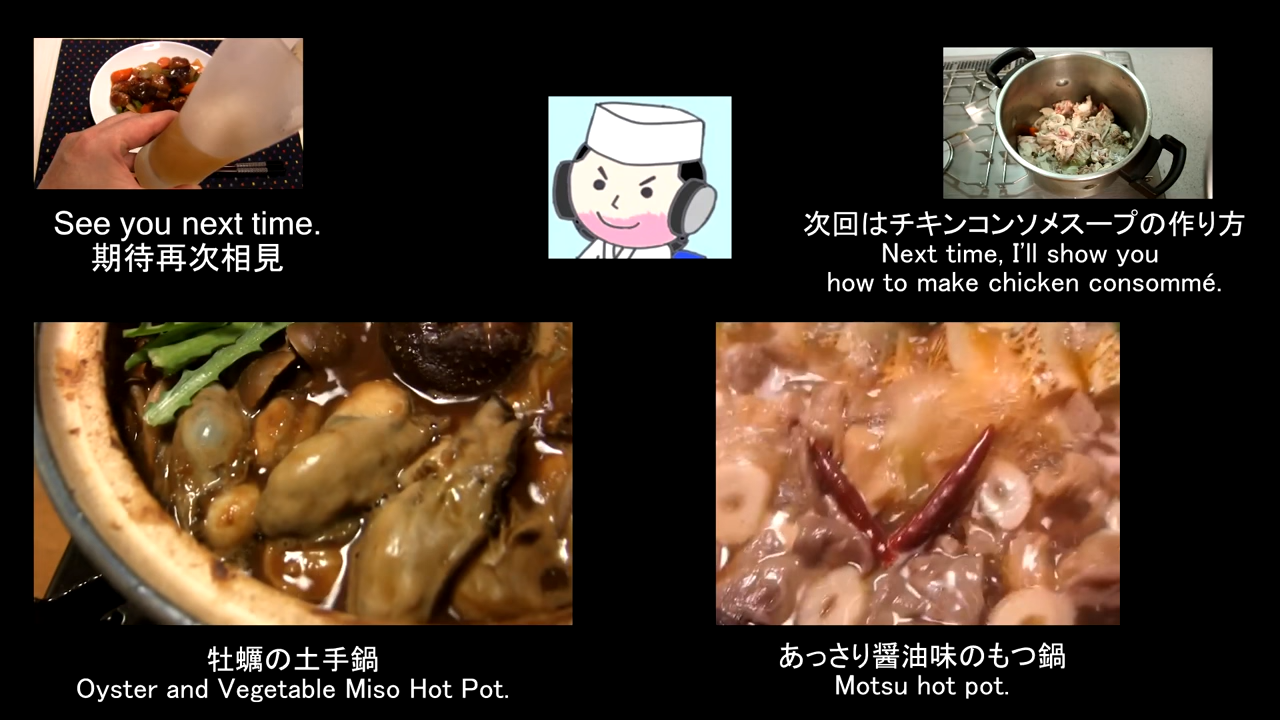 See you next time.
期待再次相見
次回はチキンコンソメスープの作り方
Next time, I'll show you
how to make chicken consommé.
牡蠣の土手鍋
Oyster and Vegetable Miso Hot Pot.
あっさり醤油味のもつ鍋
Motsu hot pot.